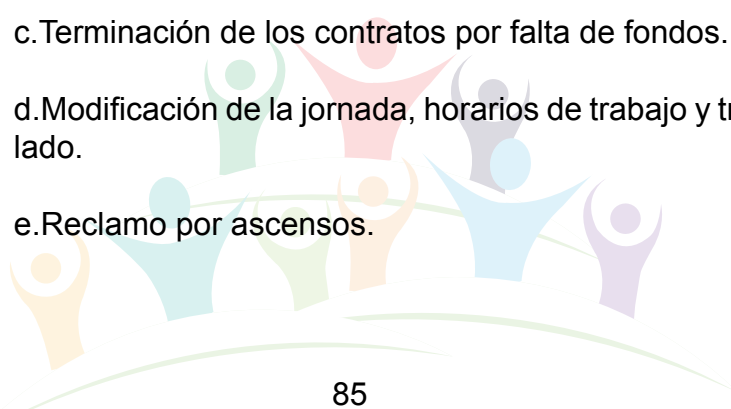 c.Terminación de los contratos por falta de fondos.
d.Modificación de la jornada, horarios de trabajo y
lado.
e.Reclamo por ascensos.
85